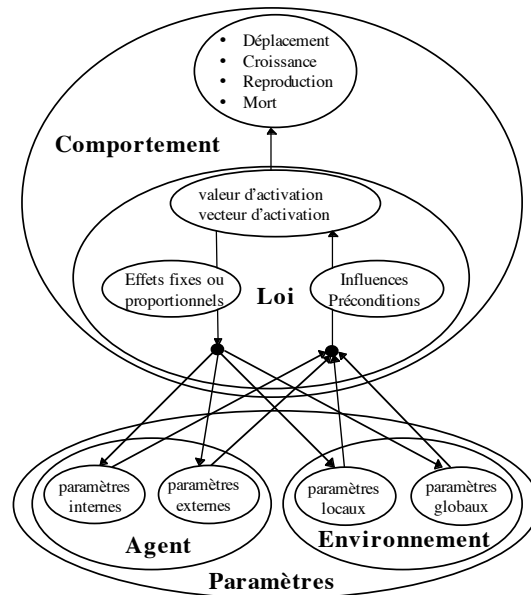 • Déplacement
• Croissance
• Reproduction
• Mort
Comportement
valeur d'activation
vecteur d'activation
Effets fixes ou
proportionnels
Influences
Préconditions
Loi
paramètres
internes
paramètres
externes
paramètres
locaux
paramètres
globaux
Agent
Environnement
Paramètres